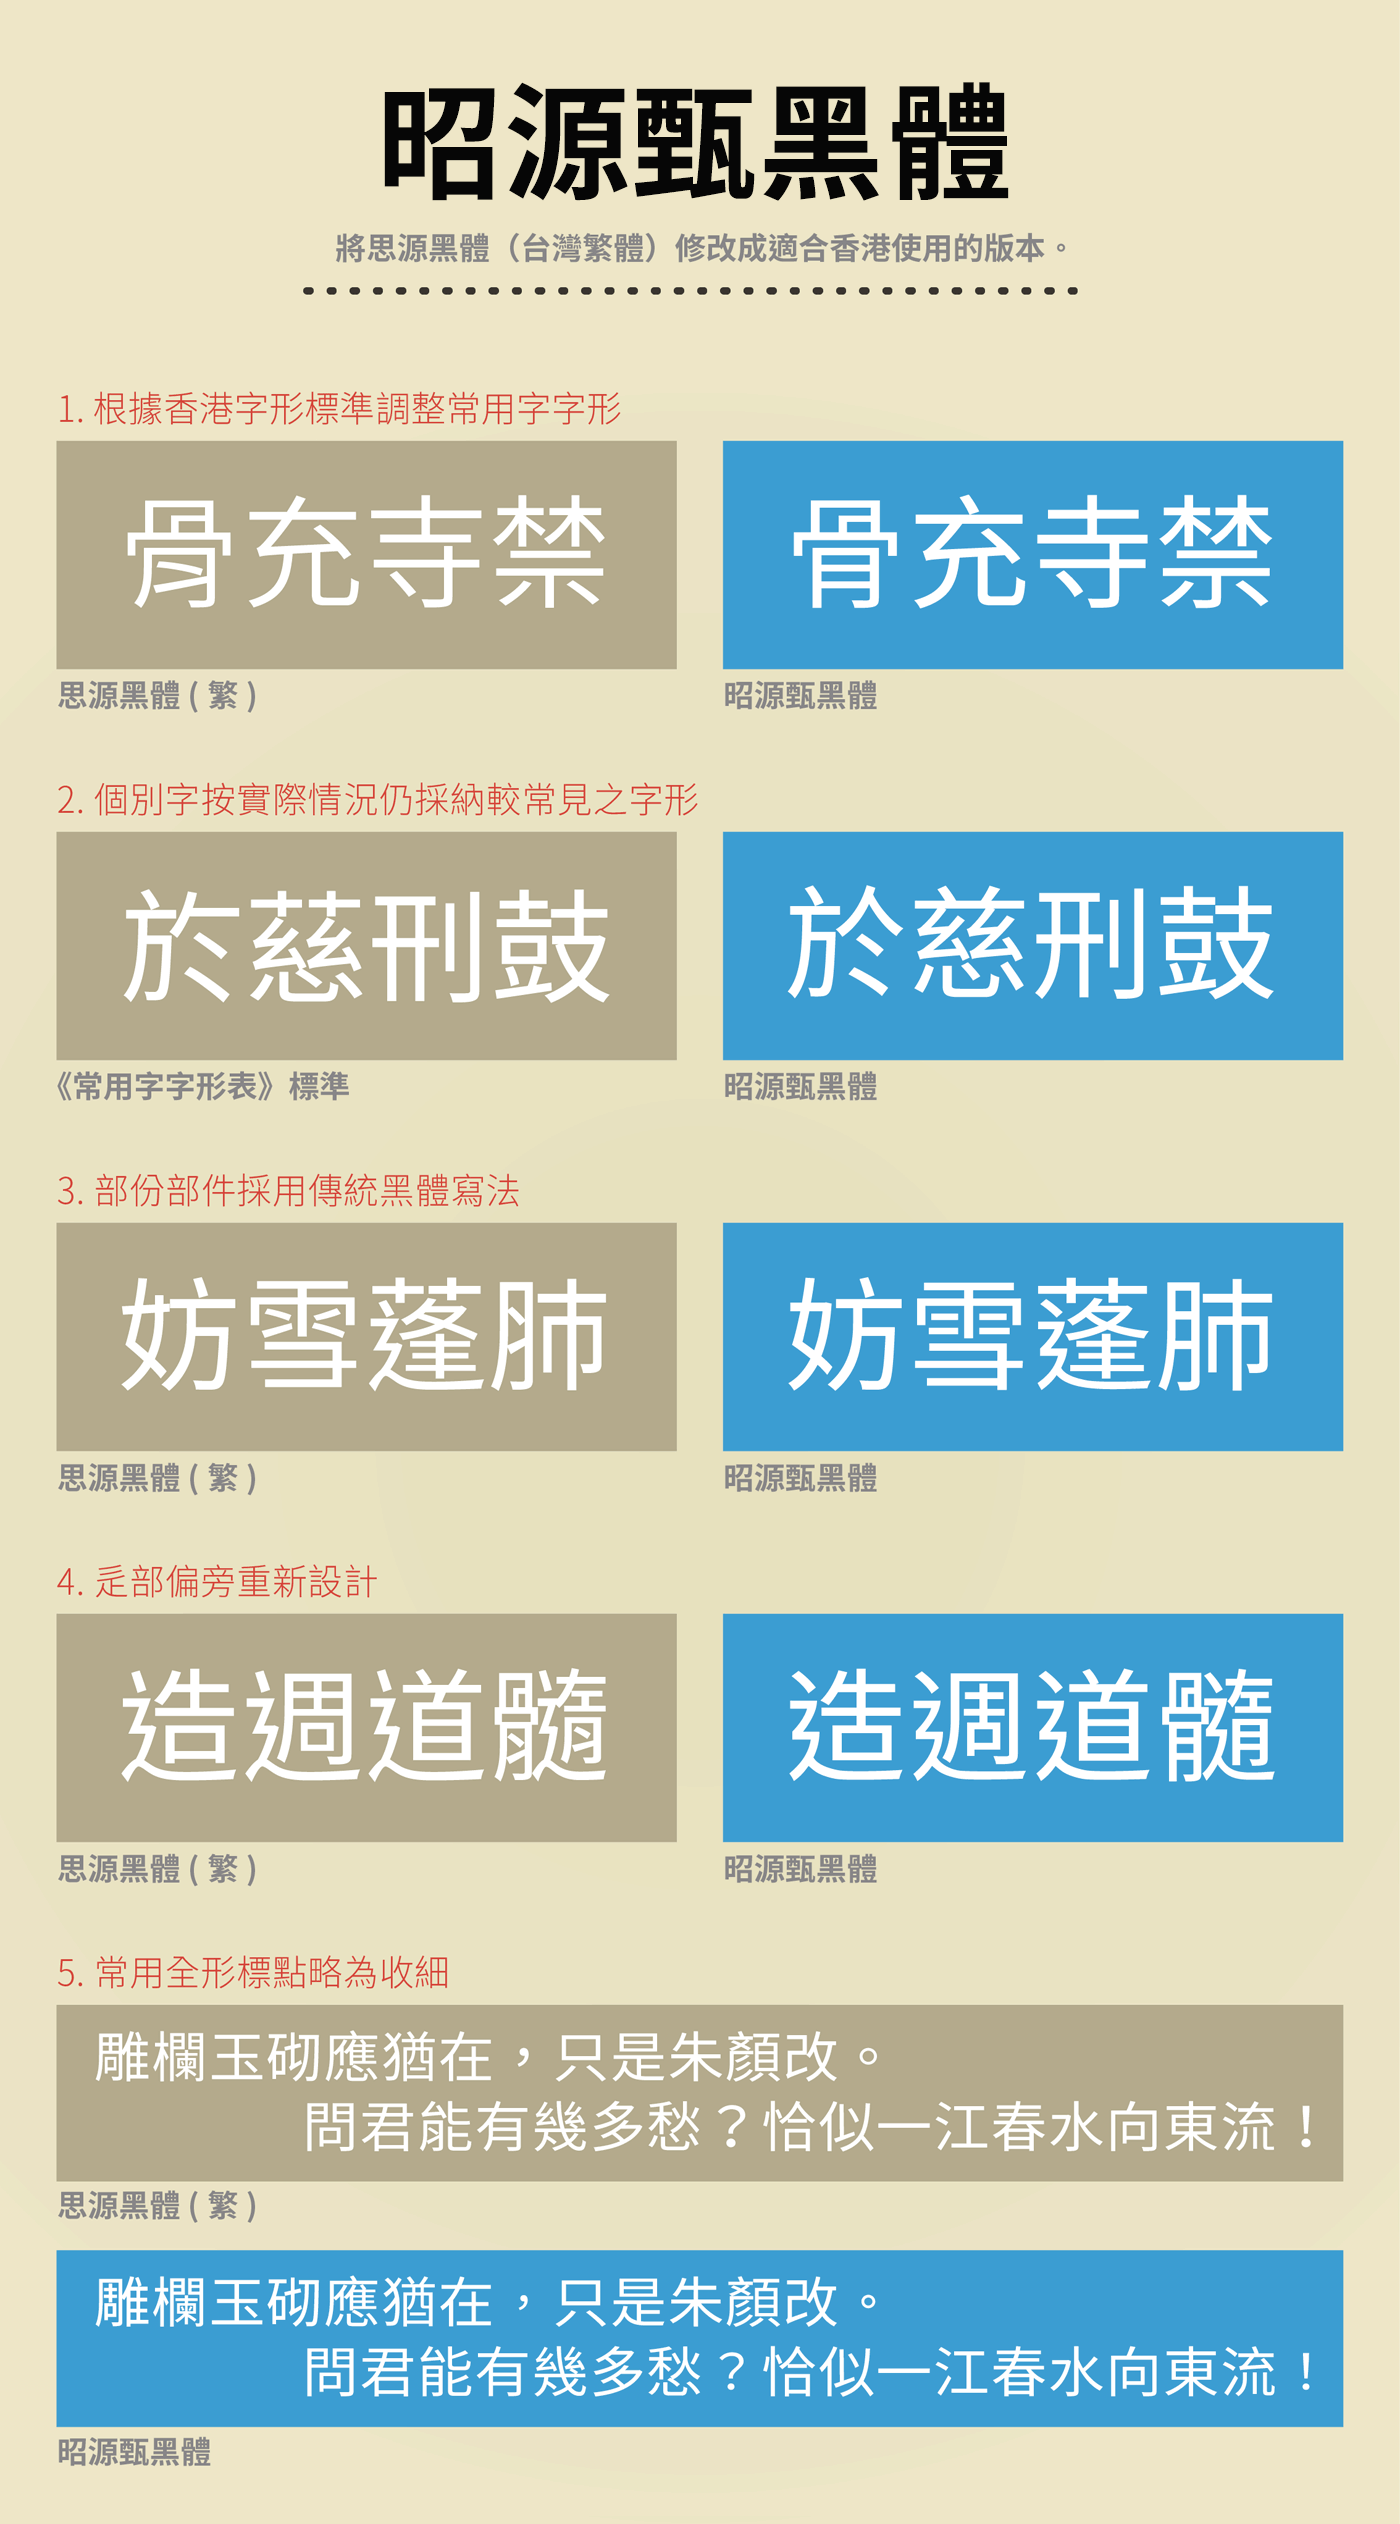 昭源甄黑體
將思源黑體（台灣繁體）修改成適合香港使用的版本。
1. 根據香港字形標準調整常用字字形
骨充寺禁
骨充寺禁
思源黑體 ( 繁 )
昭源甄黑體
2. 個別字按實際情況仍採納較常見之字形
於慈刑鼓
於慈刑鼓
《常用字字形表》標準
昭源甄黑體
3. 部份部件採用傳統黑體寫法
妨雪蓬肺
妨雪蓬肺
思源黑體 ( 繁 )
昭源甄黑體
4. 辵部偏旁重新設計
造週道髓
造週道髓
思源黑體 ( 繁 )
昭源甄黑體
5. 常用全形標點略為收細
雕欄玉砌應猶在，只是朱顏改。
問君能有幾多愁？恰似一江春水向東流！
思源黑體 ( 繁 )
雕欄玉砌應猶在，只是朱顏改。
問君能有幾多愁？恰似一江春水向東流！
昭源甄黑體